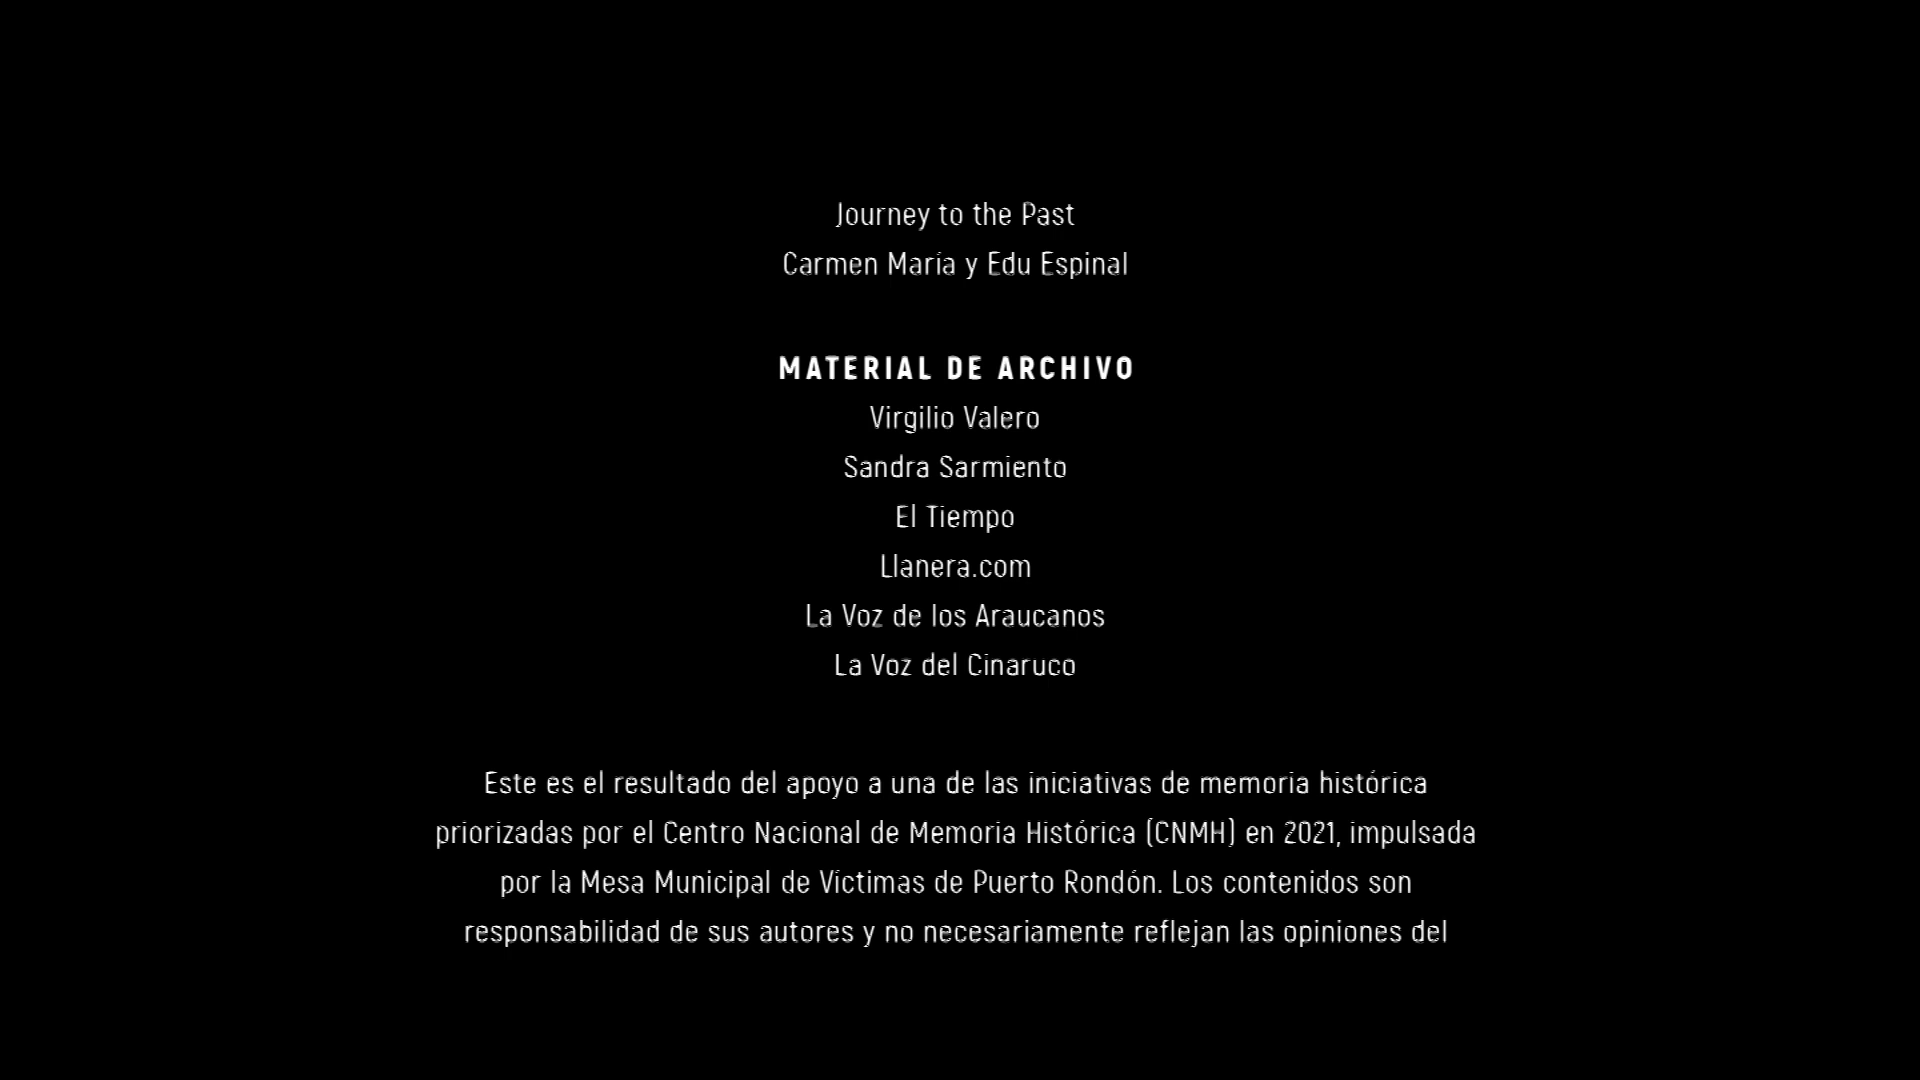 Journey to the Past
Carmen María y Edu Espinal
MATERIAL DE ARCHIVO
Virgilio Valero
Sandra Sarmiento
El Tiempo
Llanera.com
La Voz de los Araucanos
La Voz del Cinaruco
Este es el resultado del apoyo a una de las iniciativas de memoria histórica
priorizadas por el Centro Nacional de Memoria Histórica (CNMH) en 2021, impulsada
por la Mesa Municipal de Víctimas de Puerto Rondón. Los contenidos son
responsabilidad de sus autores y no necesariamente reflejan las opiniones del